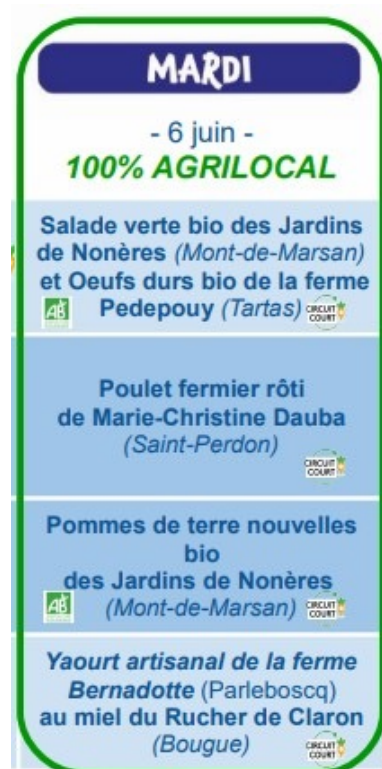 MARDI
- 6 juin -
100% AGRILOCAL
Salade verte bio des Jardins
de Nonères (Mont-de-Marsan)
et Oeufs durs bio de la ferme
AB Pedepouy (Tartas) CIRCUIT COURT
Poulet fermier rôti
de Marie-Christine Dauba
(Saint-Perdon)
CIRCUIT COURT
Pommes de terre nouvelles
bio
des Jardins de Nonères
AB (Mont-de-Marsan) CIRCUIT COURT
Yaourt artisanal de la ferme
Bernadotte (Parleboscq)
au miel du Rucher de Claron
(Bougue) CIRCUIT COURT